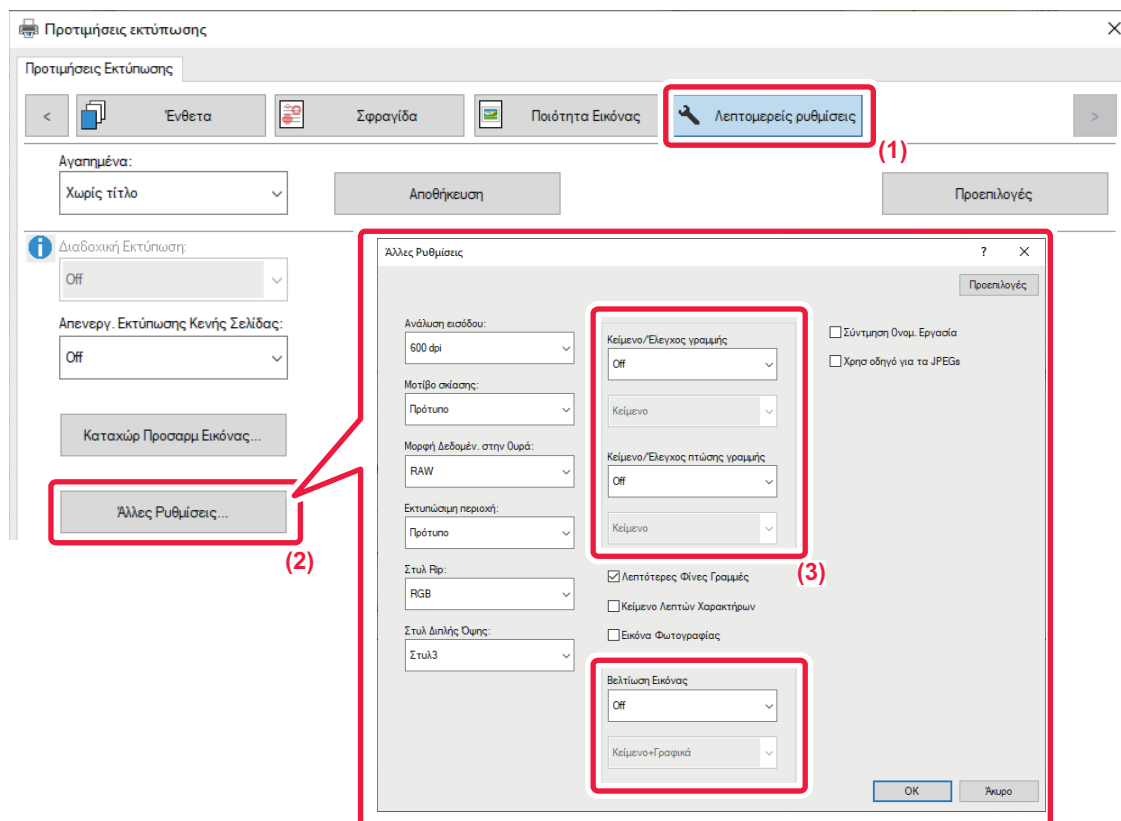 Προτιμήσεις εκτύπωσης
Προτιμήσεις Εκτύπωσης
<
Ένθετα
Σφραγίδα
Ποιότητα Εικόνας
Λεπτομερείς ρυθμίσεις
>
(1)
Αγαπημένα:
Χωρίς τίτλο
Αποθήκευση
Προεπιλογές
Διαδοχική Εκτύπωση:
Off
Απενεργ. Εκτύπωσης Κενής Σελίδας:
Off
Καταχώρ Προσαρμ Εικόνας...
Άλλες Ρυθμίσεις...
(2)
Άλλες Ρυθμίσεις
?
Προεπιλογές
Ανάλυση εισόδου:
600 dpi
Μοτίβο σκίασης:
Πρότυπο
Μορφή Δεδομέν. στην Ουρά:
RAW
Εκτυπώσιμη περιοχή:
Πρότυπο
Στυλ Rip:
RGB
Στυλ Διπλής Όψης:
Στυλ3
Κείμενο/Έλεγχος γραμμής
Off
Κείμενο
Κείμενο/Έλεγχος πτώσης γραμμής
Off
Κείμενο
(3)
Λεπτότερες Φίνες Γραμμές
Κείμενο Λεπτών Χαρακτήρων
Εικόνα Φωτογραφίας
Βελτίωση Εικόνας
Off
Κείμενο+Γραφικά
Σύντμηση Ονομ. Εργασία
Χρησ οδηγό για τα JPEGs
OK
Άκυρο